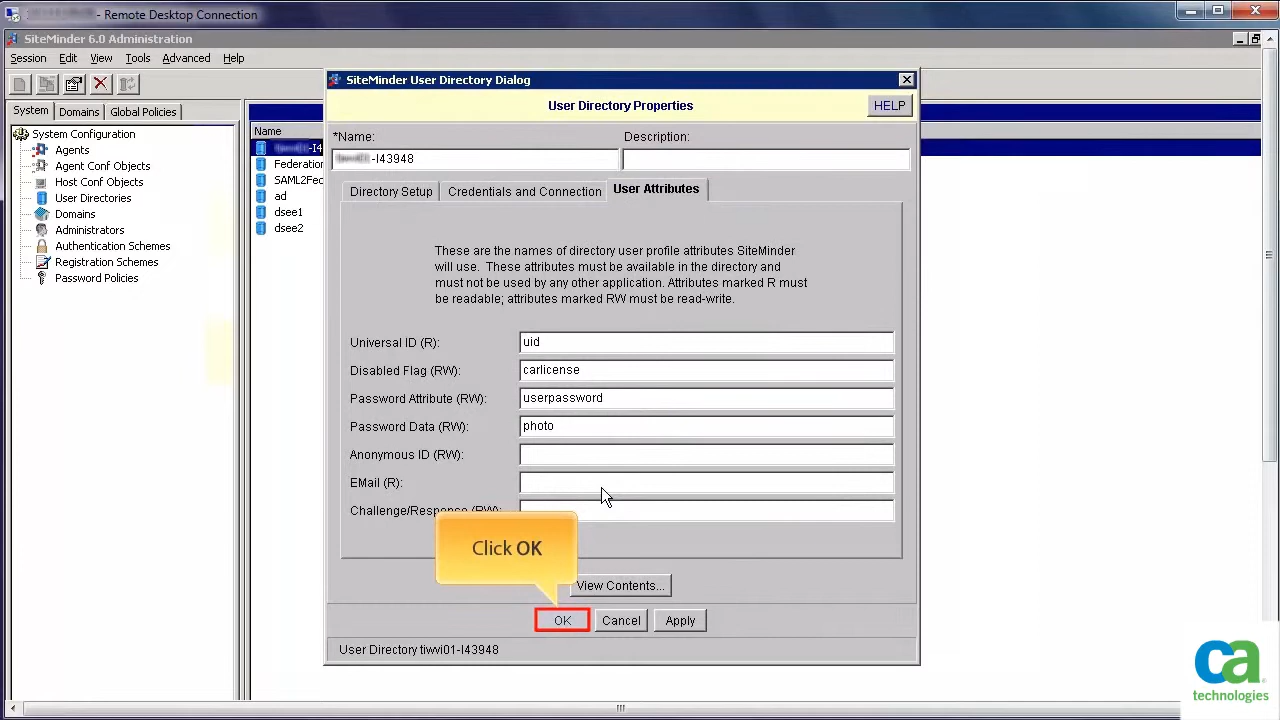 - Remote Desktop Connection
SiteMinder 6.0 Administration
Session Edit View Tools Advanced Help
System Domains Global Policies
System Configuration
Agents
Agent Conf Objects
Host Conf Objects
User Directories
Domains
Administrators
Authentication Schemes
Registration Schemes
Password Policies
Name
-I4
Federation
SAML2Fed
ad
dsee1
dsee2
SiteMinder User Directory Dialog
User Directory Properties
HELP
*Name: Description:
-I43948
Directory Setup Credentials and Connection User Attributes
These are the names of directory user profile attributes SiteMinder
will use. These attributes must be available in the directory and
must not be used by any other application. Attributes marked R must
be readable; attributes marked RW must be read-write.
Universal ID (R): uid
Disabled Flag (RW): carlicense
Password Attribute (RW): userpassword
Password Data (RW): photo
Anonymous ID (RW):
EMail (R):
Challenge/Response (RW):
Click OK
View Contents...
OK Cancel Apply
User Directory tiwvi01-I43948
ca
technologies